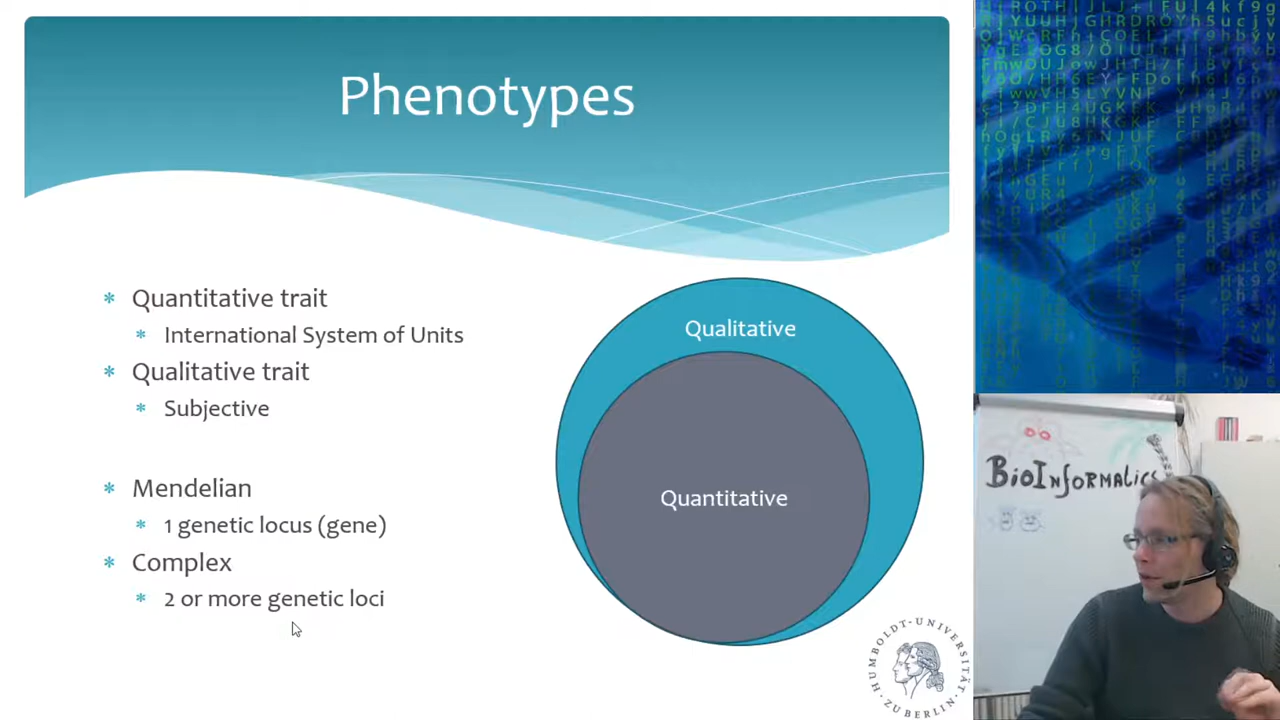 Phenotypes
Quantitative trait
International System of Units
Qualitative trait
Subjective
Mendelian
1 genetic locus (gene)
Complex
2 or more genetic loci
Qualitative
Quantitative
HUMBOLDT-UNIVERSITÄT
ZU BERLIN
BioInformatics